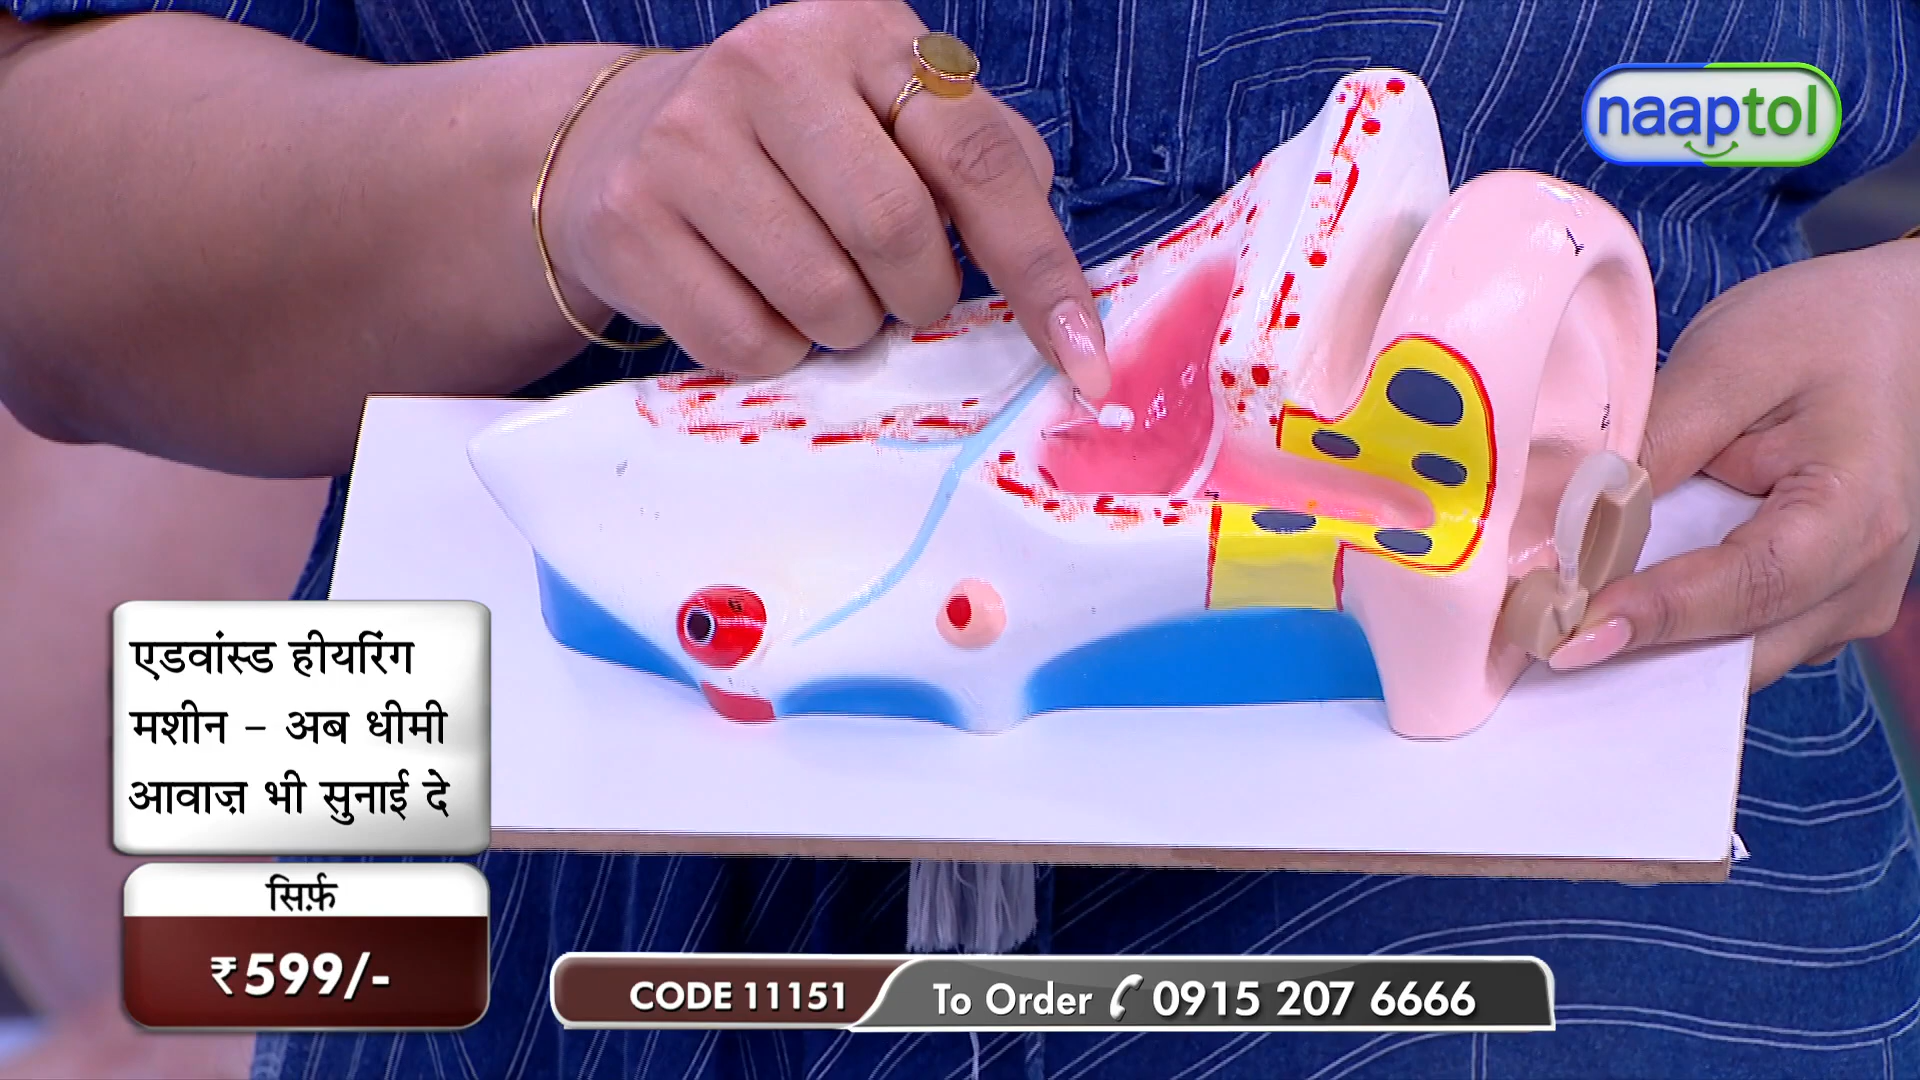 naaptol
एडवांस्ड हीयरिंग
मशीन – अब धीमी
आवाज़ भी सुनाई दे
सिर्फ़
₹599/-
CODE 11151
To Order 0915 207 6666